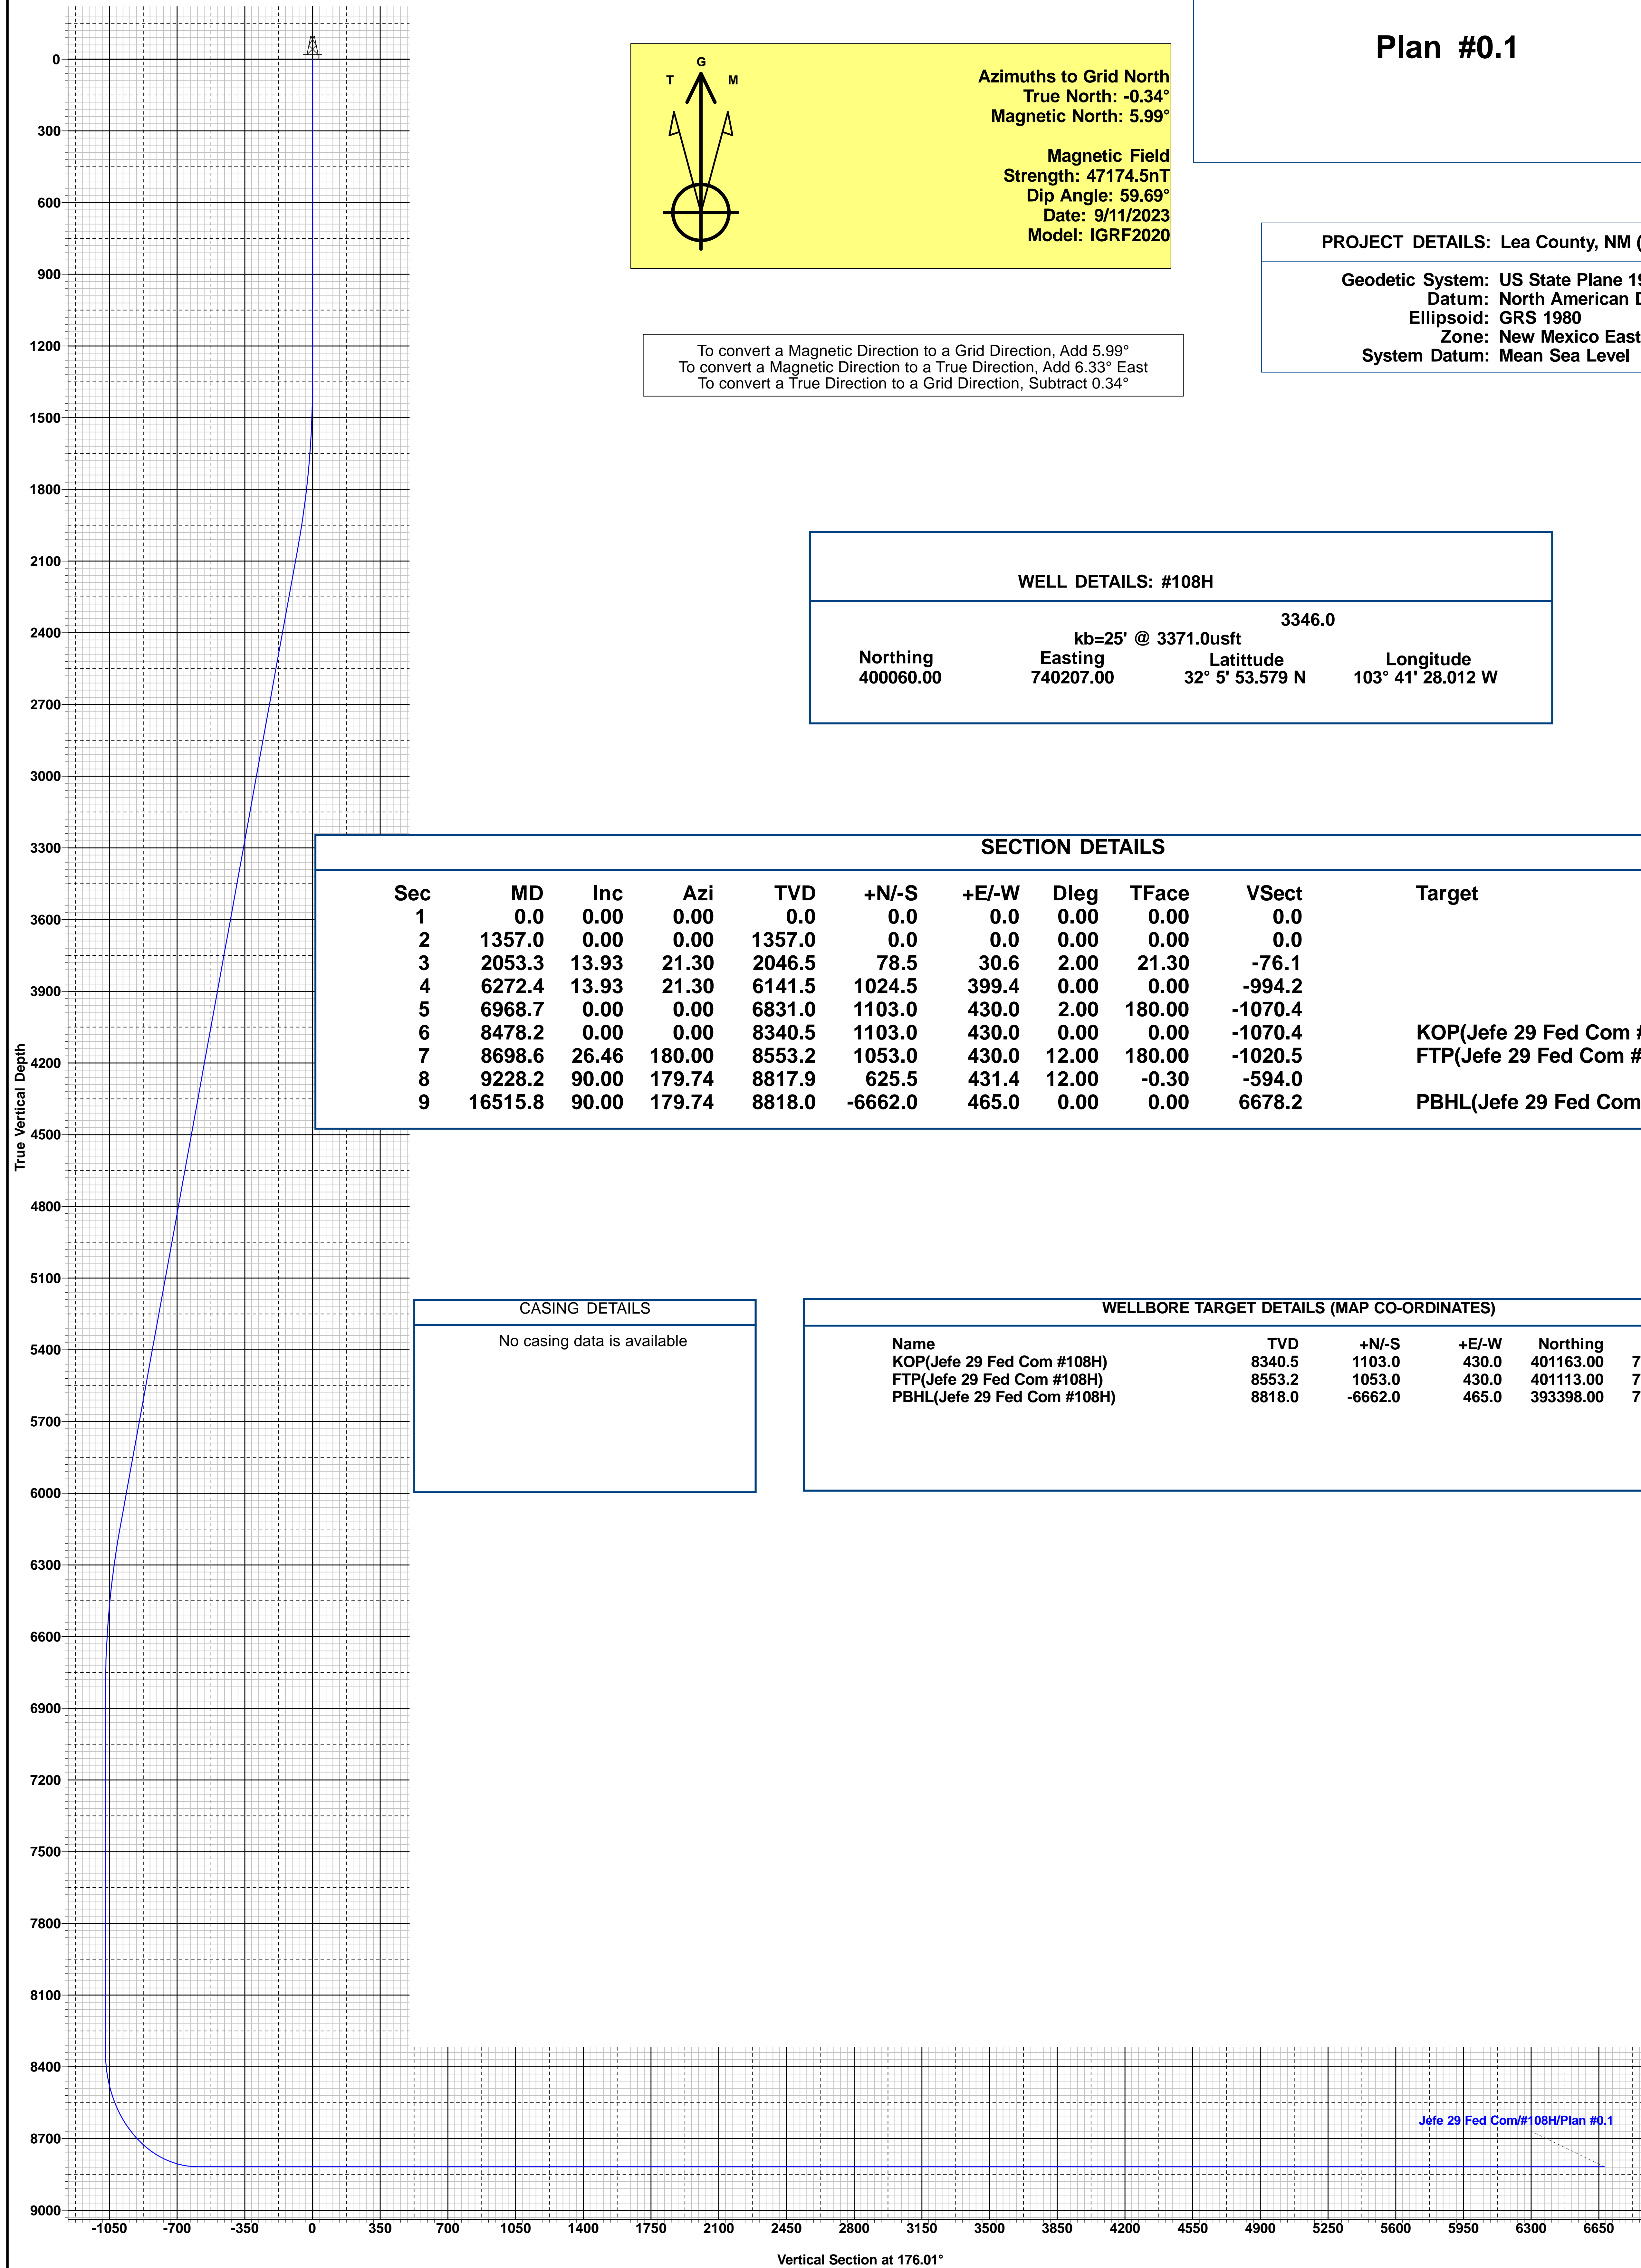 Plan #0.1
T G M
Azimuths to Grid North
True North: -0.34°
Magnetic North: 5.99°
Magnetic Field
Strength: 47174.5nT
Dip Angle: 59.69°
Date: 9/11/2023
Model: IGRF2020
PROJECT DETAILS: Lea County, NM (
Geodetic System: US State Plane 19
Datum: North American D
Ellipsoid: GRS 1980
Zone: New Mexico East
System Datum: Mean Sea Level
To convert a Magnetic Direction to a Grid Direction, Add 5.99°
To convert a Magnetic Direction to a True Direction, Add 6.33° East
To convert a True Direction to a Grid Direction, Subtract 0.34°
WELL DETAILS: #108H
3346.0
kb=25' @ 3371.0usft
Northing Easting Latittude Longitude
400060.00 740207.00 32° 5' 53.579 N 103° 41' 28.012 W
SECTION DETAILS
Sec MD Inc Azi TVD +N/-S +E/-W Dleg TFace VSect Target
1 0.0 0.00 0.00 0.0 0.0 0.0 0.00 0.00 0.0
2 1357.0 0.00 0.00 1357.0 0.0 0.0 0.00 0.00 0.0
3 2053.3 13.93 21.30 2046.5 78.5 30.6 2.00 21.30 -76.1
4 6272.4 13.93 21.30 6141.5 1024.5 399.4 0.00 0.00 -994.2
5 6968.7 0.00 0.00 6831.0 1103.0 430.0 2.00 180.00 -1070.4
6 8478.2 0.00 0.00 8340.5 1103.0 430.0 0.00 0.00 -1070.4 KOP(Jefe 29 Fed Com #
7 8698.6 26.46 180.00 8553.2 1053.0 430.0 12.00 180.00 -1020.5 FTP(Jefe 29 Fed Com #
8 9228.2 90.00 179.74 8817.9 625.5 431.4 12.00 -0.30 -594.0
9 16515.8 90.00 179.74 8818.0 -6662.0 465.0 0.00 0.00 6678.2 PBHL(Jefe 29 Fed Com
CASING DETAILS
No casing data is available
WELLBORE TARGET DETAILS (MAP CO-ORDINATES)
Name TVD +N/-S +E/-W Northing
KOP(Jefe 29 Fed Com #108H) 8340.5 1103.0 430.0 401163.00 7
FTP(Jefe 29 Fed Com #108H) 8553.2 1053.0 430.0 401113.00 7
PBHL(Jefe 29 Fed Com #108H) 8818.0 -6662.0 465.0 393398.00 7
True Vertical Depth
0
300
600
900
1200
1500
1800
2100
2400
2700
3000
3300
3600
3900
4200
4500
4800
5100
5400
5700
6000
6300
6600
6900
7200
7500
7800
8100
8400
8700
9000
Jefe 29 Fed Com/#108H/Plan #0.1
-1050 -700 -350 0 350 700 1050 1400 1750 2100 2450 2800 3150 3500 3850 4200 4550 4900 5250 5600 5950 6300 6650
Vertical Section at 176.01°